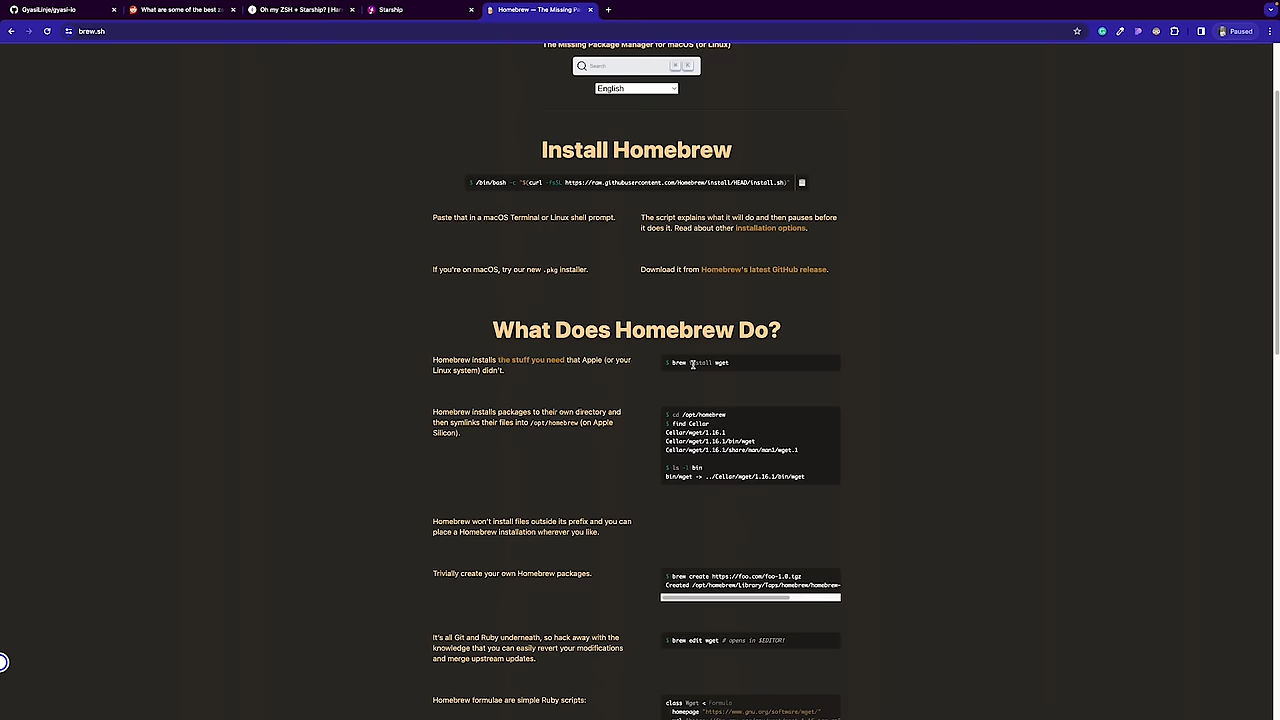 GyasiLinje/gyasi-io
What are some of the best z
Oh my ZSH + Starship? | Har
Starship
Homebrew — The Missing Pa
brew.sh
Paused
The Missing Package Manager for macOS (or Linux)
Search
⌘ K
English
Install Homebrew
$ /bin/bash -c "$(curl -fsSL https://raw.githubusercontent.com/Homebrew/install/HEAD/install.sh)"
Paste that in a macOS Terminal or Linux shell prompt.
The script explains what it will do and then pauses before
it does it. Read about other installation options.
If you're on macOS, try our new .pkg installer.
Download it from Homebrew's latest GitHub release.
What Does Homebrew Do?
Homebrew installs the stuff you need that Apple (or your
Linux system) didn't.
$ brew install wget
Homebrew installs packages to their own directory and
then symlinks their files into /opt/homebrew (on Apple
Silicon).
$ cd /opt/homebrew
$ find Cellar
Cellar/wget/1.16.1
Cellar/wget/1.16.1/bin/wget
Cellar/wget/1.16.1/share/man/man1/wget.1
$ ls -l bin
bin/wget -> ../Cellar/wget/1.16.1/bin/wget
Homebrew won't install files outside its prefix and you can
place a Homebrew installation wherever you like.
Trivially create your own Homebrew packages.
$ brew create https://foo.com/foo-1.0.tgz
Created /opt/homebrew/Library/Taps/homebrew/homebrew-
It's all Git and Ruby underneath, so hack away with the
knowledge that you can easily revert your modifications
and merge upstream updates.
$ brew edit wget # opens in $EDITOR!
Homebrew formulae are simple Ruby scripts:
class Wget < Formula
homepage "https://www.gnu.org/software/wget/"